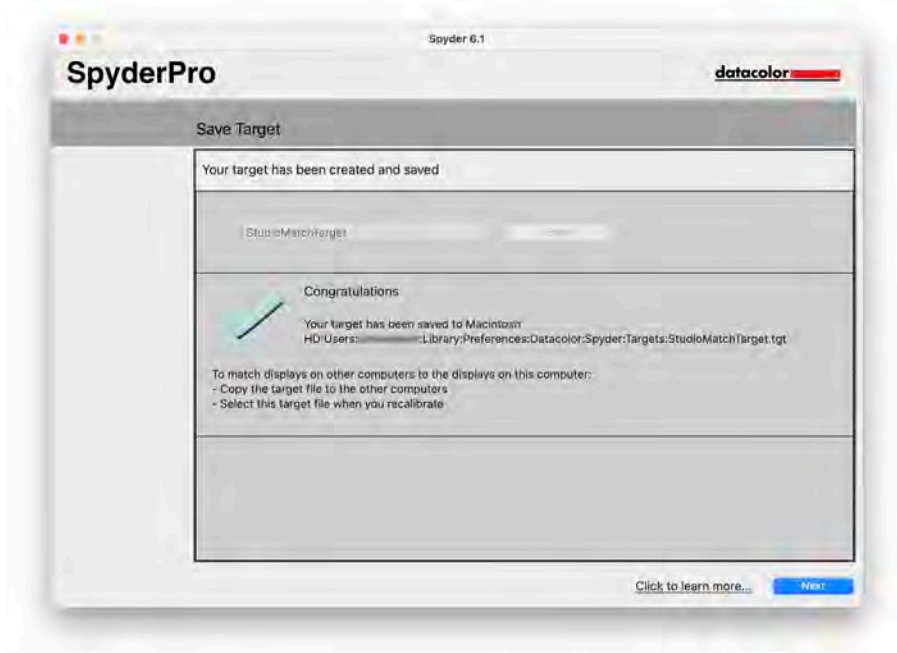 Spyder 6.1
SpyderPro
datacolor
Save Target
Your target has been created and saved
StudioMatchTarget
Congratulations
Your target has been saved to Macintosh
HD:Users: :Library:Preferences:Datacolor:Spyder:Targets:StudioMatchTarget.tgt
To match displays on other computers to the displays on this computer:
- Copy the target file to the other computers
- Select this target file when you recalibrate
Click to learn more...
Next